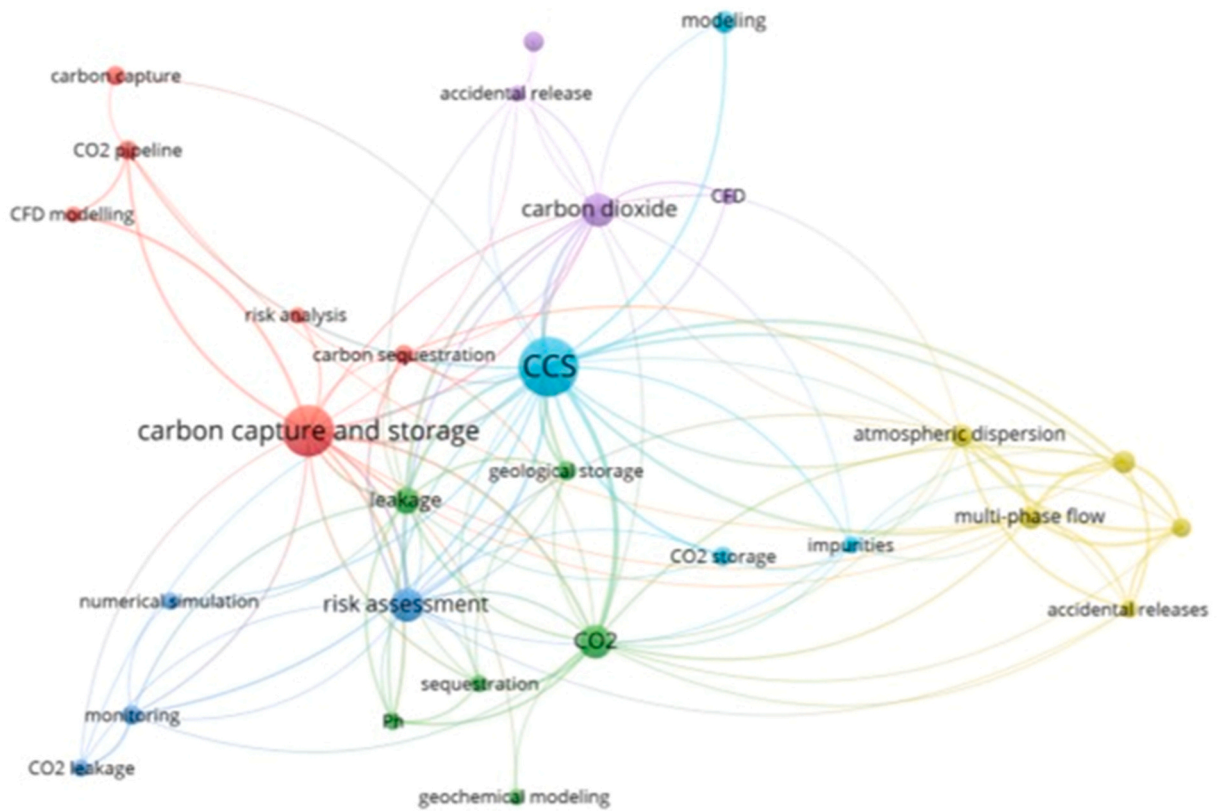 modeling
carbon capture
accidental release
CO2 pipeline
CFD
carbon dioxide
CFD modelling
risk analysis
carbon sequestration
CCS
carbon capture and storage
atmospheric dispersion
geological storage
leakage
multi-phase flow
impurities
CO2 storage
numerical simulation
risk assessment
accidental releases
CO2
sequestration
monitoring
Ph
CO2 leakage
geochemical modeling